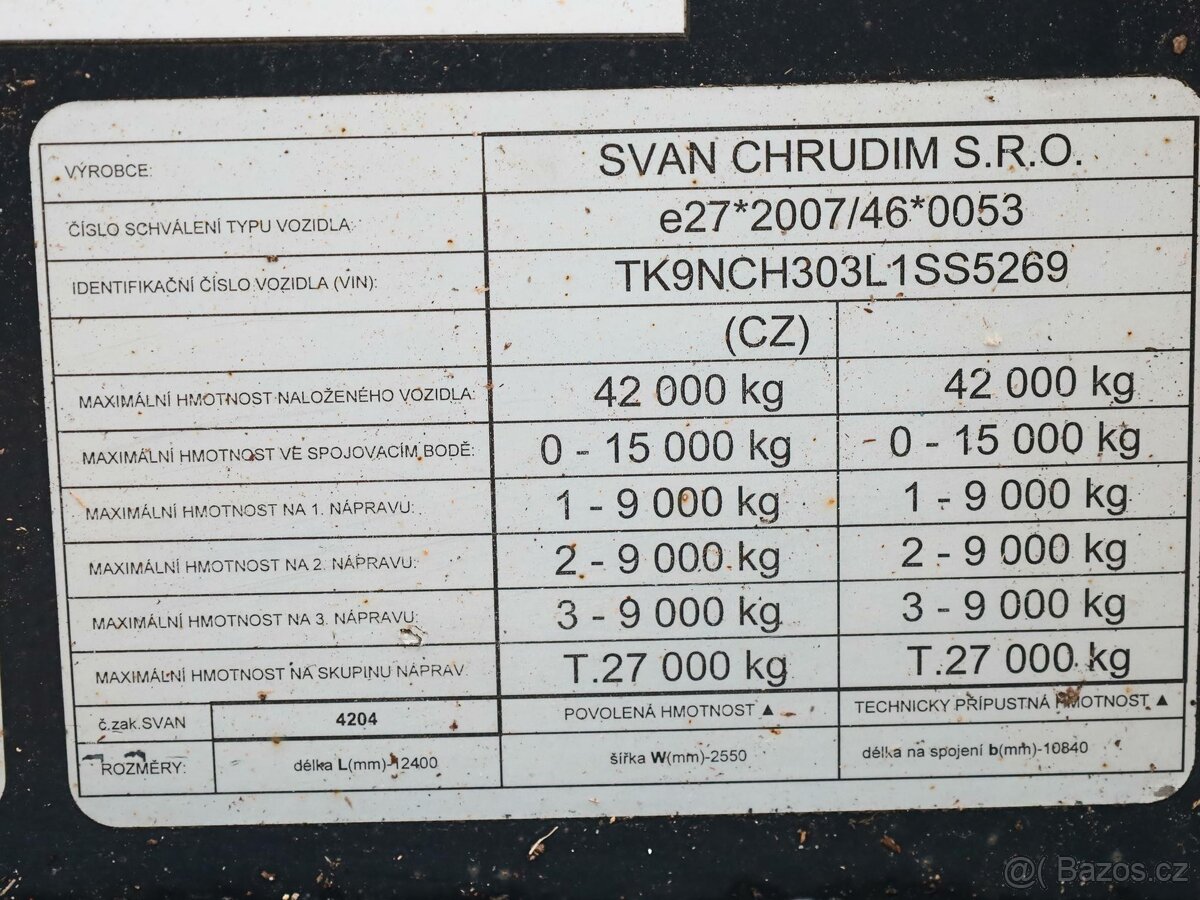 VÝROBCE: SVAN CHRUDIM S.R.O.
ČÍSLO SCHVÁLENÍ TYPU VOZIDLA: e27*2007/46*0053
IDENTIFIKAČNÍ ČÍSLO VOZIDLA (VIN): TK9NCH303L1SS5269
(CZ)
MAXIMÁLNÍ HMOTNOST NALOŽENÉHO VOZIDLA: 42 000 kg 42 000 kg
MAXIMÁLNÍ HMOTNOST VE SPOJOVACÍM BODĚ: 0 - 15 000 kg 0 - 15 000 kg
MAXIMÁLNÍ HMOTNOST NA 1. NÁPRAVU: 1 - 9 000 kg 1 - 9 000 kg
MAXIMÁLNÍ HMOTNOST NA 2. NÁPRAVU: 2 - 9 000 kg 2 - 9 000 kg
MAXIMÁLNÍ HMOTNOST NA 3. NÁPRAVU: 3 - 9 000 kg 3 - 9 000 kg
MAXIMÁLNÍ HMOTNOST NA SKUPINU NÁPRAV: T.27 000 kg T.27 000 kg
č.zak.SVAN 4204 POVOLENÁ HMOTNOST ▲ TECHNICKY PŘÍPUSTNÁ HMOTNOST ▲
ROZMĚRY: délka L(mm)-12400 šířka W(mm)-2550 délka na spojení b(mm)-10840
@( Bazos.cz